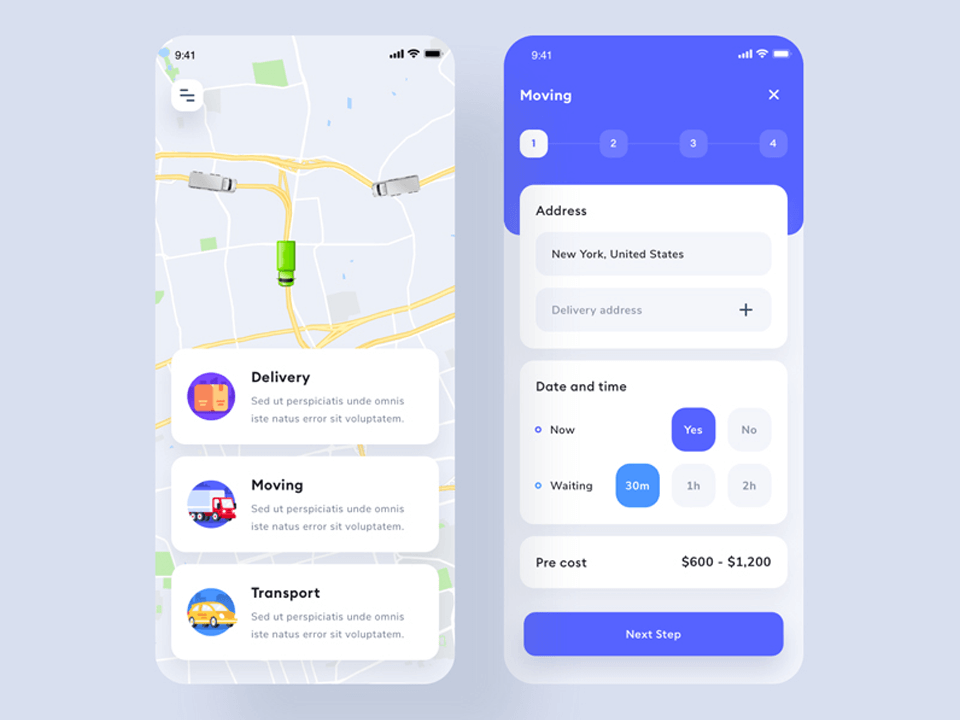 9:41
Delivery
Sed ut perspiciatis unde omnis
iste natus error sit voluptatem.
Moving
Sed ut perspiciatis unde omnis
iste natus error sit voluptatem.
Transport
Sed ut perspiciatis unde omnis
iste natus error sit voluptatem.
9:41
Moving
1 2 3 4
Address
New York, United States
Delivery address
Date and time
Now Yes No
Waiting 30m 1h 2h
Pre cost $600 - $1,200
Next Step